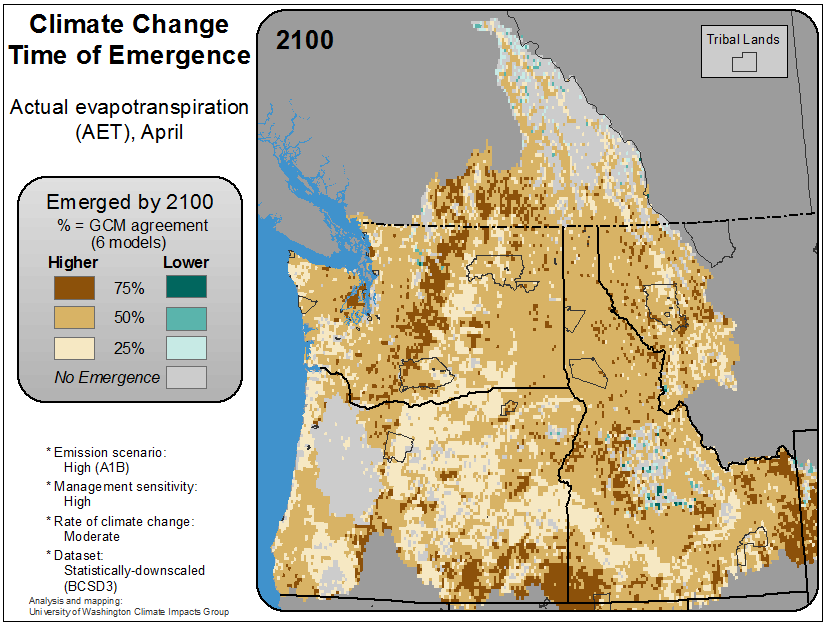 Climate Change
Time of Emergence
Actual evapotranspiration
(AET), April
Emerged by 2100
% = GCM agreement
(6 models)
Higher Lower
75%
50%
25%
No Emergence
* Emission scenario:
High (A1B)
* Management sensitivity:
High
* Rate of climate change:
Moderate
* Dataset:
Statistically-downscaled
(BCSD3)
Analysis and mapping:
University of Washington Climate Impacts Group
2100
Tribal Lands